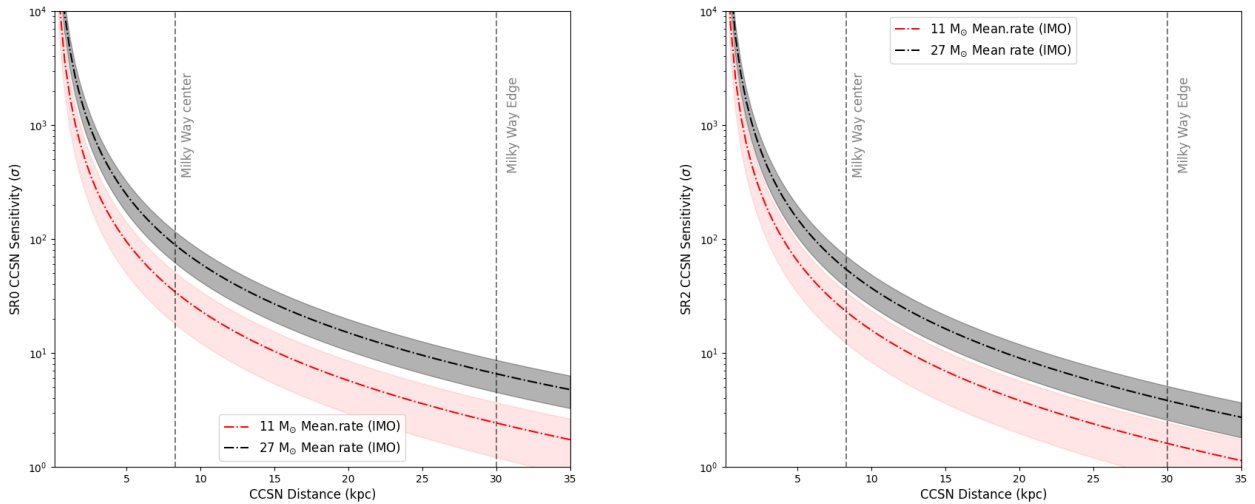 10⁴
10³
10²
10¹
10⁰
SR0 CCSN Sensitivity (σ)
Milky Way center
Milky Way Edge
11 M⊙ Mean.rate (IMO)
27 M⊙ Mean rate (IMO)
5 10 15 20 25 30 35
CCSN Distance (kpc)
10⁴
10³
10²
10¹
10⁰
SR2 CCSN Sensitivity (σ)
11 M⊙ Mean.rate (IMO)
27 M⊙ Mean rate (IMO)
Milky Way center
Milky Way Edge
5 10 15 20 25 30 35
CCSN Distance (kpc)